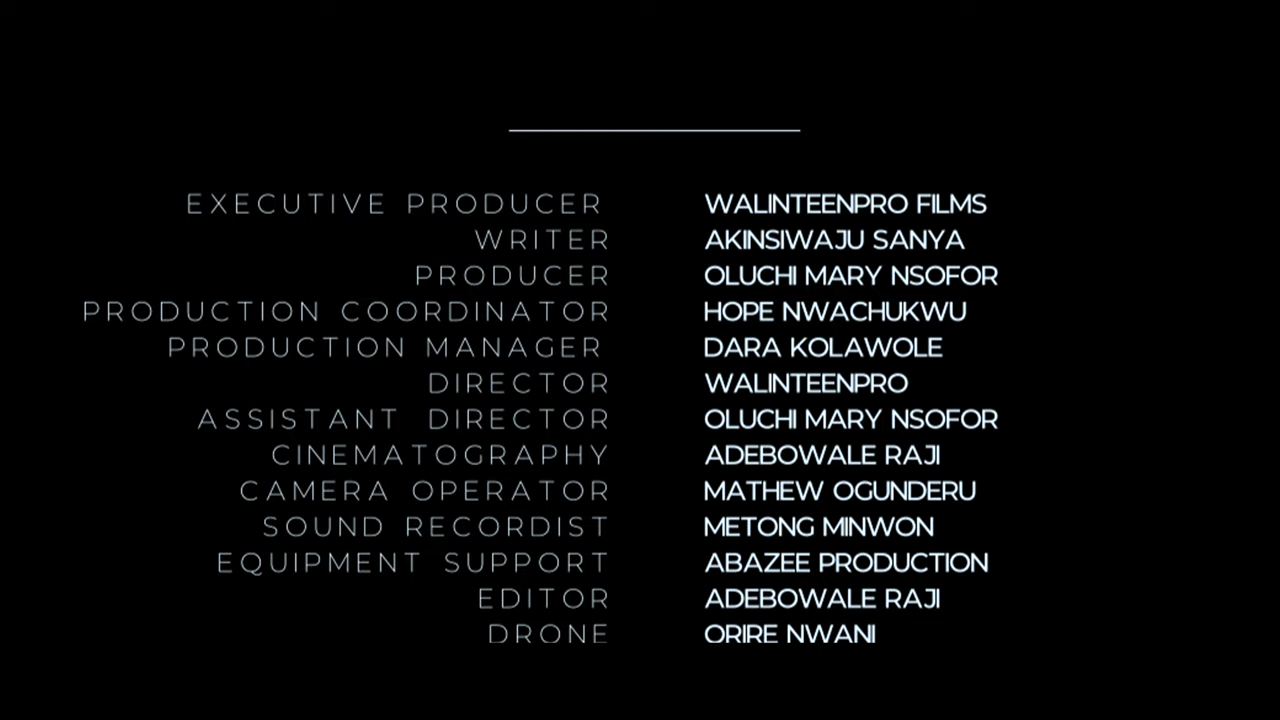 EXECUTIVE PRODUCER WALINTEENPRO FILMS
WRITER AKINSIWAJU SANYA
PRODUCER OLUCHI MARY NSOFOR
PRODUCTION COORDINATOR HOPE NWACHUKWU
PRODUCTION MANAGER DARA KOLAWOLE
DIRECTOR WALINTEENPRO
ASSISTANT DIRECTOR OLUCHI MARY NSOFOR
CINEMATOGRAPHY ADEBOWALE RAJI
CAMERA OPERATOR MATHEW OGUNDERU
SOUND RECORDIST METONG MINWON
EQUIPMENT SUPPORT ABAZEE PRODUCTION
EDITOR ADEBOWALE RAJI
DRONE ORIRE NWANI